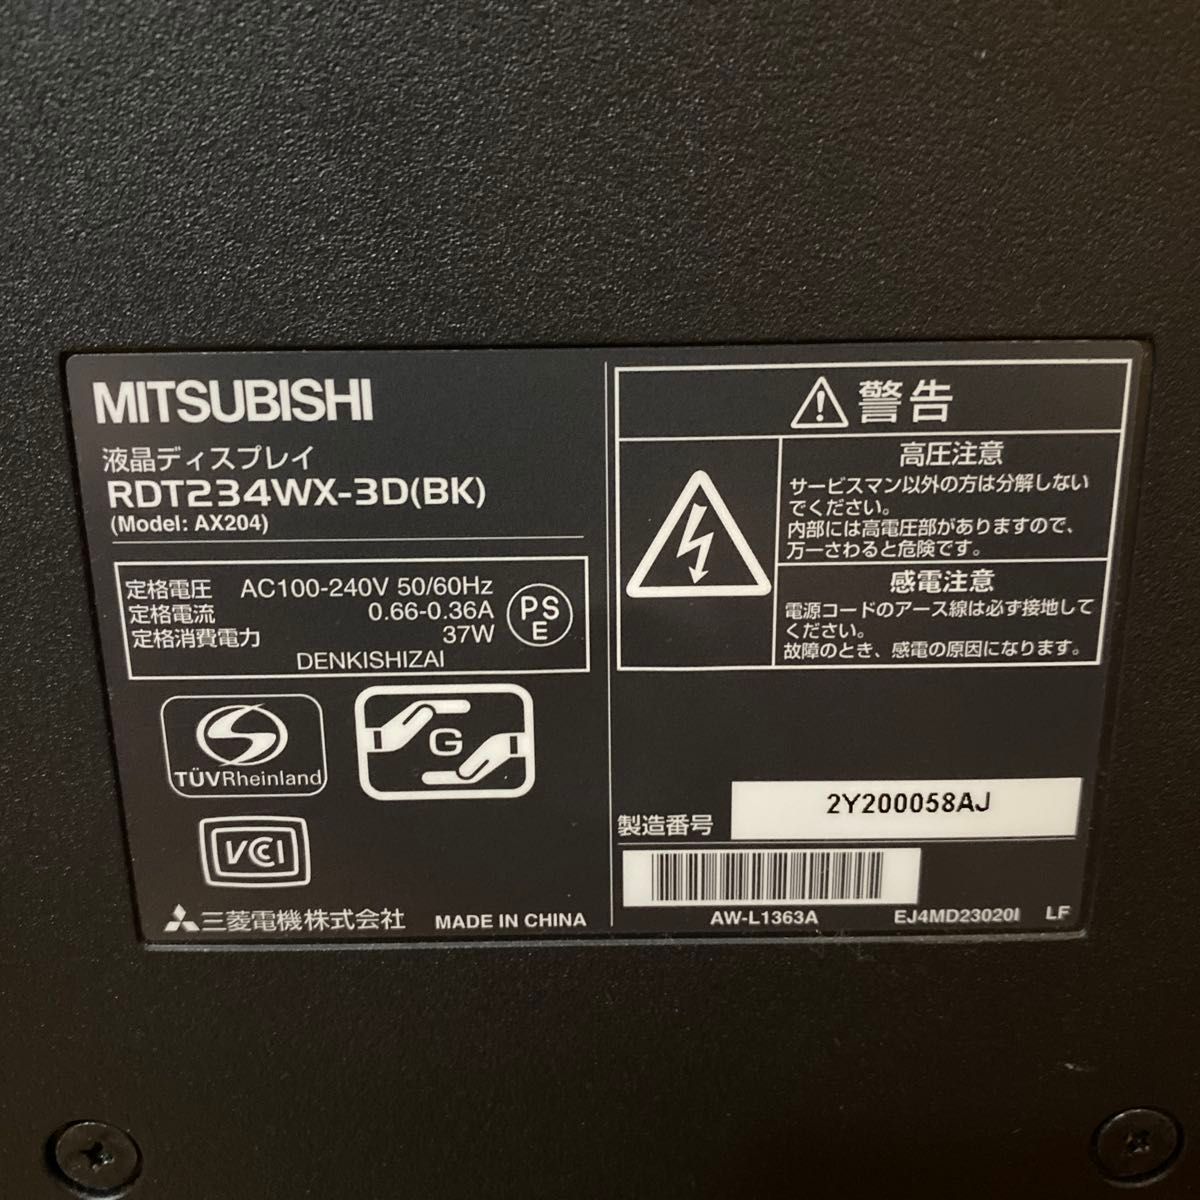 MITSUBISHI
液晶ディスプレイ
RDT234WX-3D(BK)
(Model: AX204)
定格電圧 AC100-240V 50/60Hz
定格電流 0.66-0.36A
定格消費電力 37W
DENKISHIZAI
PS
E
TÜVRheinland
G
VCCI
三菱電機株式会社 MADE IN CHINA
警告
高圧注意
サービスマン以外の方は分解しない
でください。
内部には高電圧部がありますので、
万一さわると危険です。
感電注意
電源コードのアース線は必ず接地して
ください。
故障のとき、感電の原因になります。
製造番号 2Y200058AJ
AW-L1363A EJ4MD23020I LF